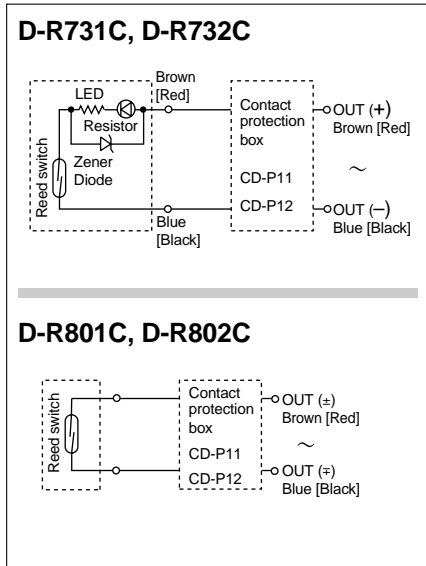 D-R731C, D-R732C
LED
Resistor
Zener
Diode
Reed switch
Brown
[Red]
Blue
[Black]
Contact
protection
box
CD-P11
CD-P12
OUT (+)
Brown [Red]
~
OUT (−)
Blue [Black]
D-R801C, D-R802C
Reed switch
Contact
protection
box
CD-P11
CD-P12
OUT (±)
Brown [Red]
~
OUT (∓)
Blue [Black]